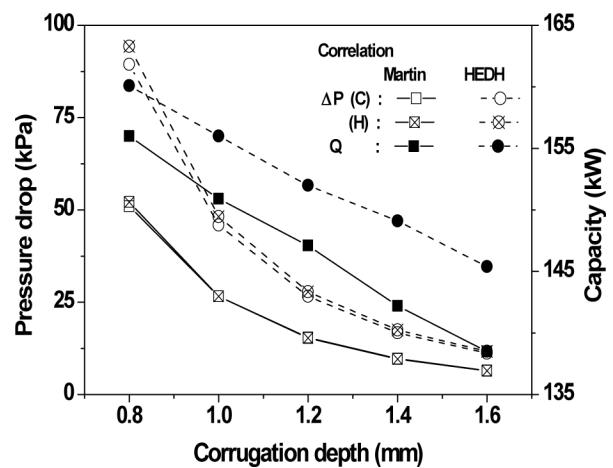 Correlation
Martin HEDH
ΔP (C) :
(H) :
Q :
100
75
50
25
0
Pressure drop (kPa)
165
155
145
135
Capacity (kW)
0.8 1.0 1.2 1.4 1.6
Corrugation depth (mm)